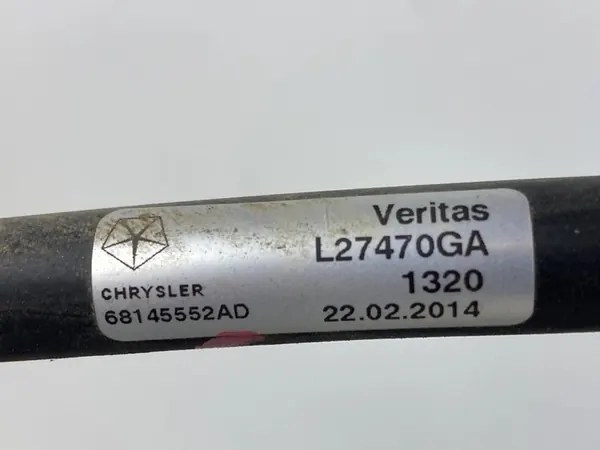 Veritas
L27470GA
1320
22.02.2014
CHRYSLER
68145552AD